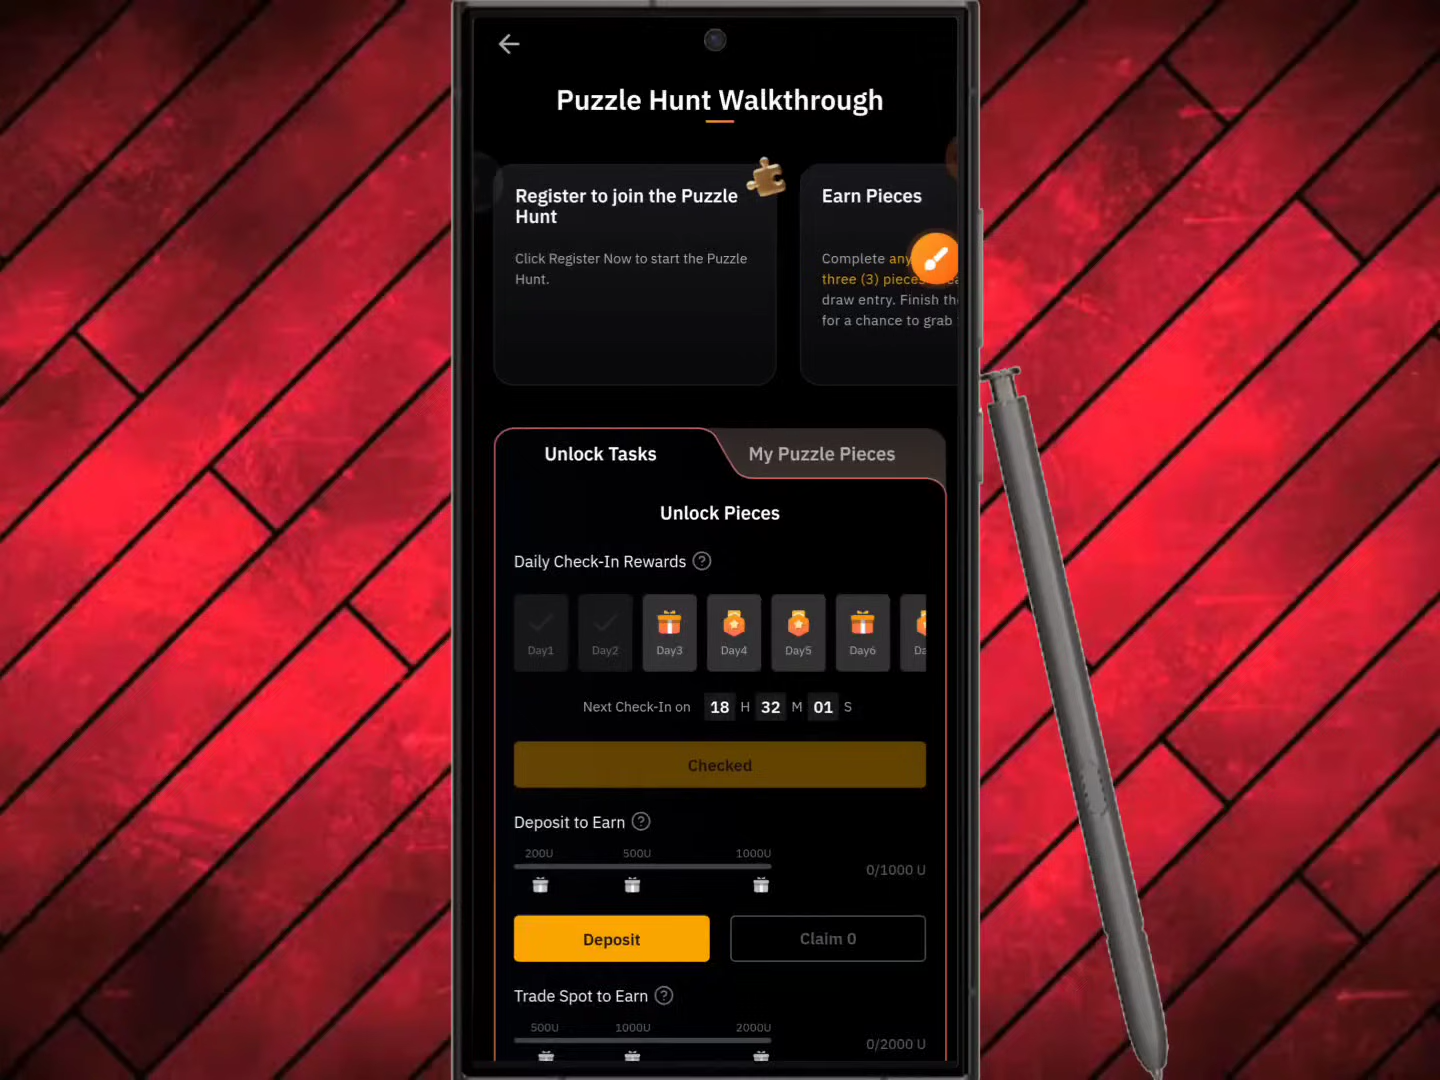 Puzzle Hunt Walkthrough
Register to join the Puzzle
Hunt
Click Register Now to start the Puzzle
Hunt.
Earn Pieces
Complete any
three (3) pieces
draw entry. Finish the
for a chance to grab
Unlock Tasks
My Puzzle Pieces
Unlock Pieces
Daily Check-In Rewards ?
Day1 Day2 Day3 Day4 Day5 Day6 Da
Next Check-In on 18 H 32 M 01 S
Checked
Deposit to Earn ?
200U 500U 1000U
0/1000 U
Deposit
Claim 0
Trade Spot to Earn ?
500U 1000U 2000U
0/2000 U